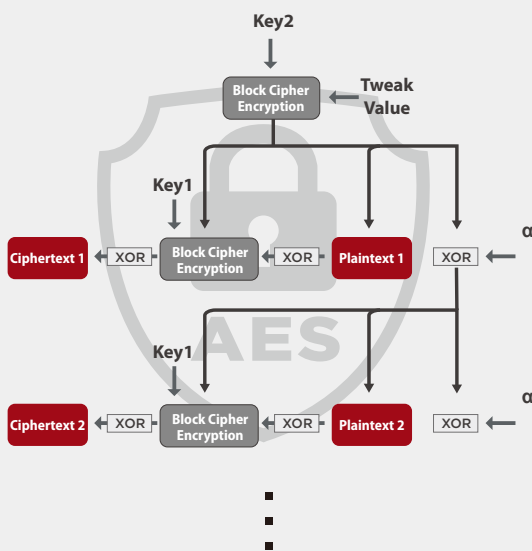 Key2
Block Cipher
Encryption
Tweak
Value
Key1
α
Ciphertext 1
XOR
Block Cipher
Encryption
XOR
Plaintext 1
XOR
AES
Key1
α
Ciphertext 2
XOR
Block Cipher
Encryption
XOR
Plaintext 2
XOR